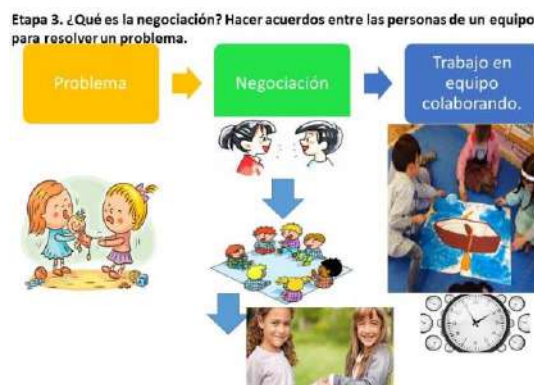 Etapa 3. ¿Qué es la negociación? Hacer acuerdos entre las personas de un equipo
para resolver un problema.
Problema
Negociación
Trabajo en
equipo
colaborando.